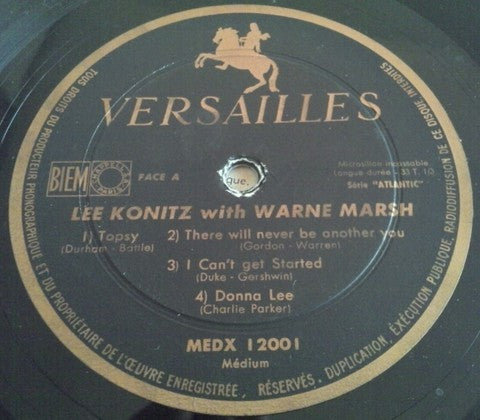 VERSAILLES
BIEM
FACE A
que,
Microsillon incassable
Longue durée - 33 T. 1/3
Série "ATLANTIC"
LEE KONITZ with WARNE MARSH
1) Topsy
(Durham - Battle)
2) There will never be another you
(Gordon - Warren)
3) I Can't get Started
(Duke - Gershwin)
4) Donna Lee
(Charlie Parker)
MEDX 12001
Médium
TOUS DROITS DU PRODUCTEUR PHONOGRAPHIQUE ET DU PROPRIÉTAIRE DE L'ŒUVRE ENREGISTRÉE, RÉSERVÉS. DUPLICATION, EXÉCUTION PUBLIQUE, RADIODIFFUSION DE CE DISQUE INTERDITES